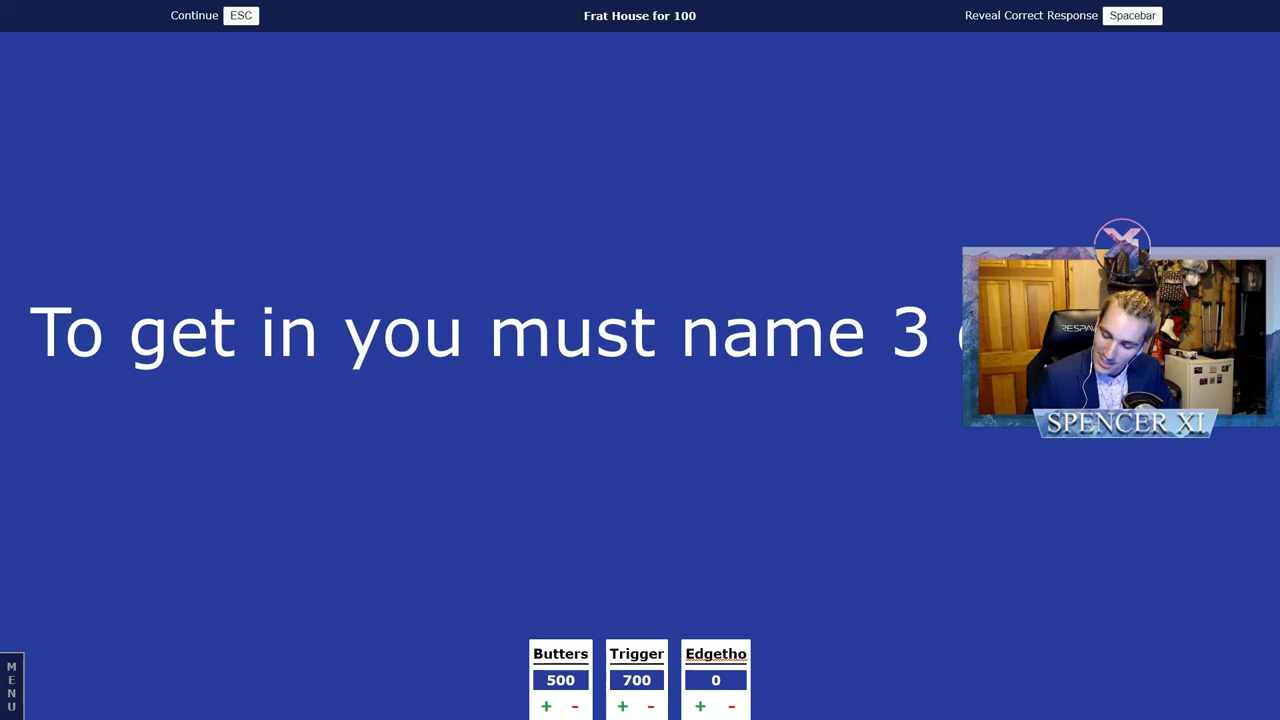 Continue ESC
Frat House for 100
Reveal Correct Response Spacebar
To get in you must name 3
RESPAW
SPENCER XI
MENU
Butters
Trigger
Edgetho
500
700
0
+ -
+ -
+ -